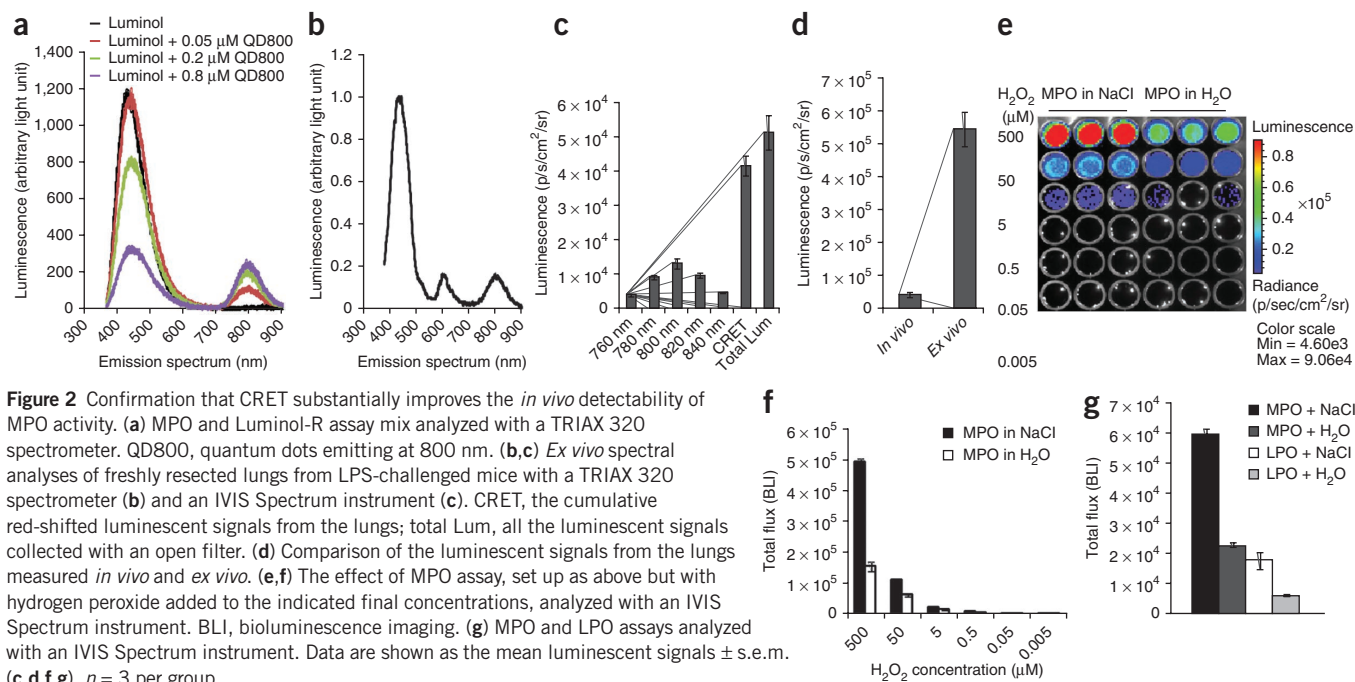 a
Luminol
Luminol + 0.05 μM QD800
Luminol + 0.2 μM QD800
Luminol + 0.8 μM QD800
Luminescence (arbitrary light unit)
1,400
1,200
1,000
800
600
400
200
0
300 400 500 600 700 800 900
Emission spectrum (nm)
b
Luminescence (arbitrary light unit)
1.2
1.0
0.8
0.6
0.4
0.2
0
300 400 500 600 700 800 900
Emission spectrum (nm)
c
Luminescence (p/s/cm²/sr)
6 × 10⁴
5 × 10⁴
4 × 10⁴
3 × 10⁴
2 × 10⁴
1 × 10⁴
0
760 nm 780 nm 800 nm 820 nm 840 nm CRET Total Lum
d
Luminescence (p/s/cm²/sr)
7 × 10⁵
6 × 10⁵
5 × 10⁵
4 × 10⁵
3 × 10⁵
2 × 10⁵
1 × 10⁵
0
In vivo Ex vivo
e
H₂O₂ MPO in NaCl MPO in H₂O
(μM)
500
50
5
0.5
0.05
0.005
Luminescence
0.8
0.6
×10⁵
0.4
0.2
Radiance
(p/sec/cm²/sr)
Color scale
Min = 4.60e3
Max = 9.06e4
Figure 2 Confirmation that CRET substantially improves the in vivo detectability of
MPO activity. (a) MPO and Luminol-R assay mix analyzed with a TRIAX 320
spectrometer. QD800, quantum dots emitting at 800 nm. (b,c) Ex vivo spectral
analyses of freshly resected lungs from LPS-challenged mice with a TRIAX 320
spectrometer (b) and an IVIS Spectrum instrument (c). CRET, the cumulative
red-shifted luminescent signals from the lungs; total Lum, all the luminescent signals
collected with an open filter. (d) Comparison of the luminescent signals from the lungs
measured in vivo and ex vivo. (e,f) The effect of MPO assay, set up as above but with
hydrogen peroxide added to the indicated final concentrations, analyzed with an IVIS
Spectrum instrument. BLI, bioluminescence imaging. (g) MPO and LPO assays analyzed
with an IVIS Spectrum instrument. Data are shown as the mean luminescent signals ± s.e.m.
(c,d,f,g). n = 3 per group.
f
Total flux (BLI)
6 × 10⁵
5 × 10⁵
4 × 10⁵
3 × 10⁵
2 × 10⁵
1 × 10⁵
0
MPO in NaCl
MPO in H₂O
500 50 5 0.5 0.05 0.005
H₂O₂ concentration (μM)
g
Total flux (BLI)
7 × 10⁴
6 × 10⁴
5 × 10⁴
4 × 10⁴
3 × 10⁴
2 × 10⁴
1 × 10⁴
0
MPO + NaCl
MPO + H₂O
LPO + NaCl
LPO + H₂O